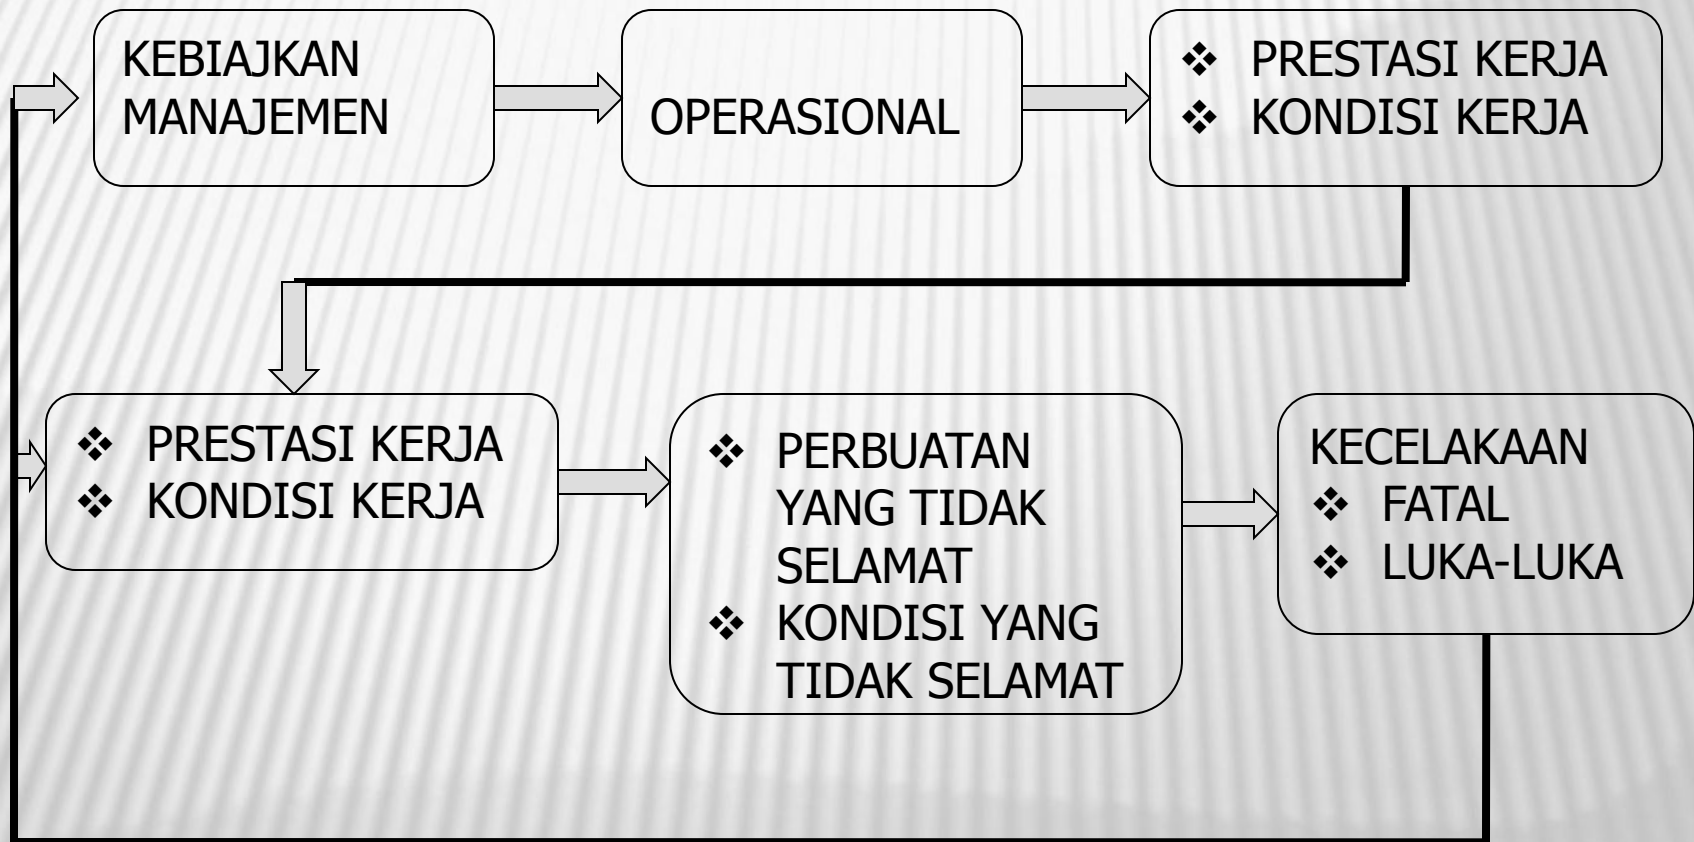 KEBIAJKAN
MANAJEMEN
OPERASIONAL
❖ PRESTASI KERJA
❖ KONDISI KERJA
❖ PRESTASI KERJA
❖ KONDISI KERJA
❖ PERBUATAN
YANG TIDAK
SELAMAT
❖ KONDISI YANG
TIDAK SELAMAT
KECELAKAAN
❖ FATAL
❖ LUKA-LUKA